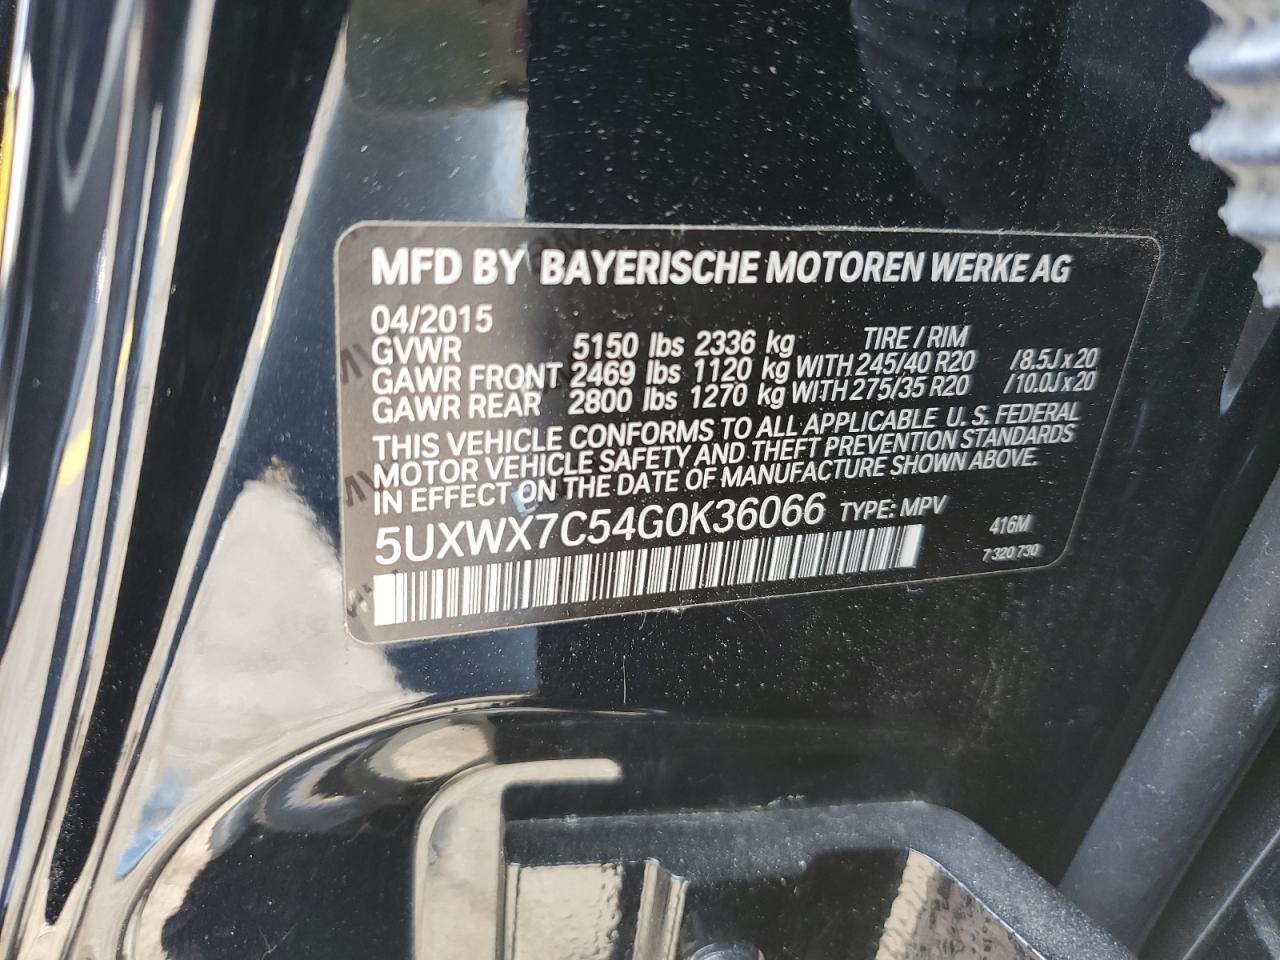 MFD BY BAYERISCHE MOTOREN WERKE AG
04/2015
GVWR 5150 lbs 2336 kg TIRE / RIM
GAWR FRONT 2469 lbs 1120 kg WITH 245/40 R20 /8.5J x 20
GAWR REAR 2800 lbs 1270 kg WITH 275/35 R20 /10.0J x 20
THIS VEHICLE CONFORMS TO ALL APPLICABLE U. S. FEDERAL
MOTOR VEHICLE SAFETY AND THEFT PREVENTION STANDARDS
IN EFFECT ON THE DATE OF MANUFACTURE SHOWN ABOVE.
5UXWX7C54G0K36066 TYPE: MPV
416M
7 320 730